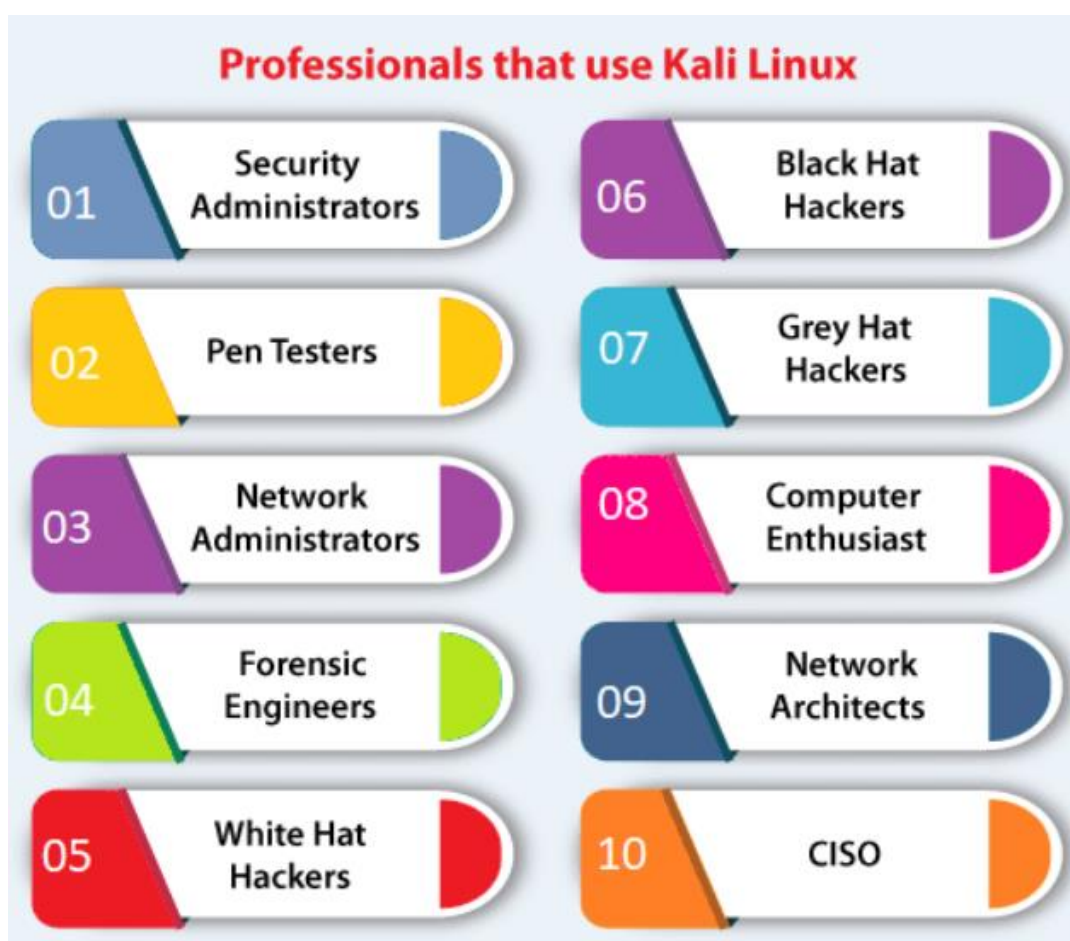 Professionals that use Kali Linux
01
Security
Administrators
02
Pen Testers
03
Network
Administrators
04
Forensic
Engineers
05
White Hat
Hackers
06
Black Hat
Hackers
07
Grey Hat
Hackers
08
Computer
Enthusiast
09
Network
Architects
10
CISO